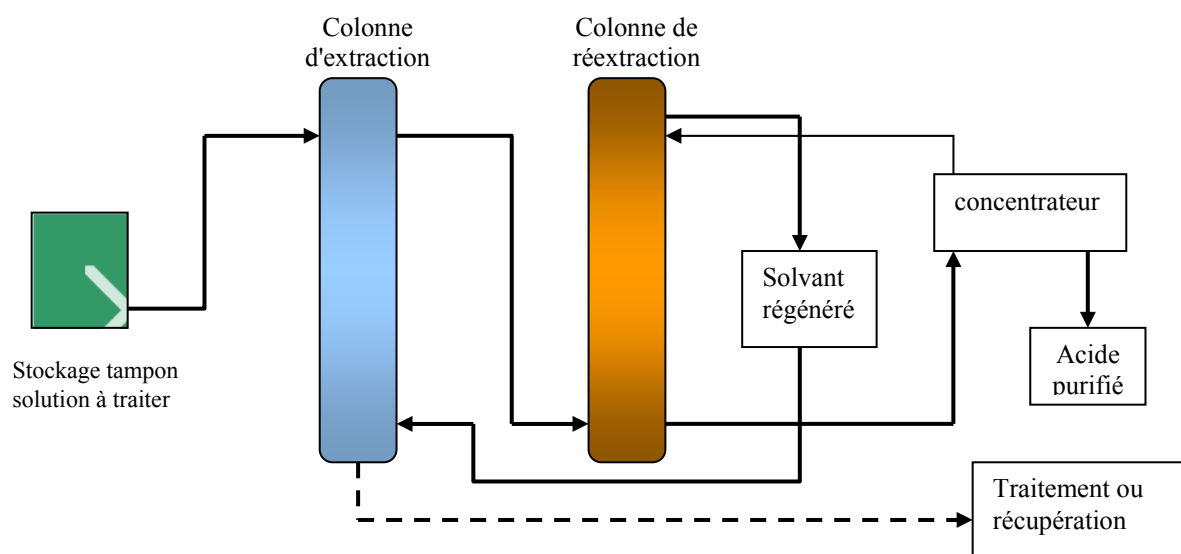 Colonne
d'extraction
Colonne de
réextraction
concentrateur
Solvant
régénéré
Acide
purifié
Stockage tampon
solution à traiter
Traitement ou
récupération